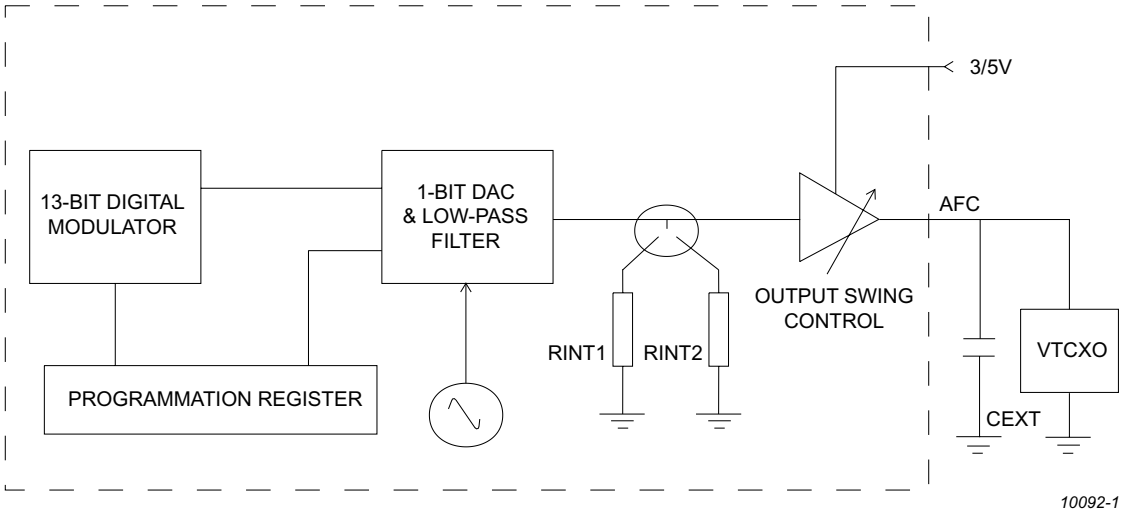 3/5V
13-BIT DIGITAL
MODULATOR
1-BIT DAC
& LOW-PASS
FILTER
AFC
OUTPUT SWING
CONTROL
RINT1
RINT2
VTCXO
PROGRAMMATION REGISTER
CEXT
10092-1